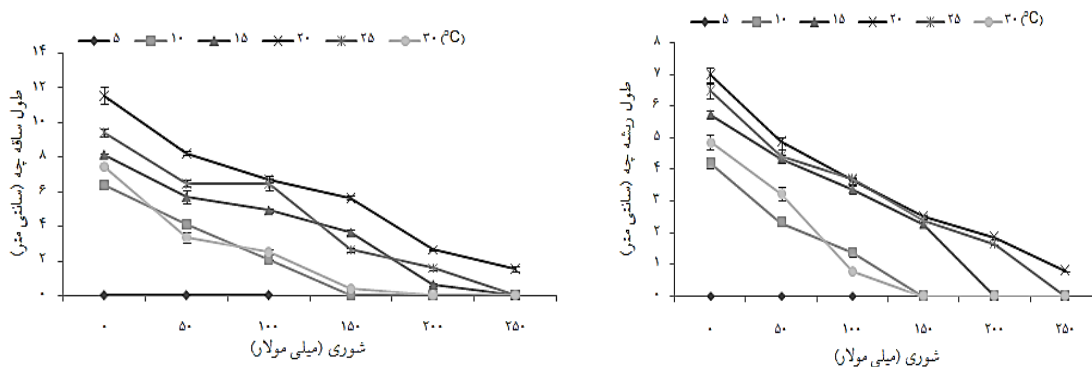 ۵ ۱۰ ۱۵ ۲۰ ۲۵ ۳۰ (°C)
۱۴
۱۲
۱۰
۸
۶
۴
۲
۰
طول ساقه چه (سانتی متر)
۰ ۵۰ ۱۰۰ ۱۵۰ ۲۰۰ ۲۵۰
شوری (میلی مولار)
۵ ۱۰ ۱۵ ۲۰ ۲۵ ۳۰ (°C)
۸
۷
۶
۵
۴
۳
۲
۱
۰
طول ریشه چه (سانتی متر)
۰ ۵۰ ۱۰۰ ۱۵۰ ۲۰۰ ۲۵۰
شوری (میلی مولار)